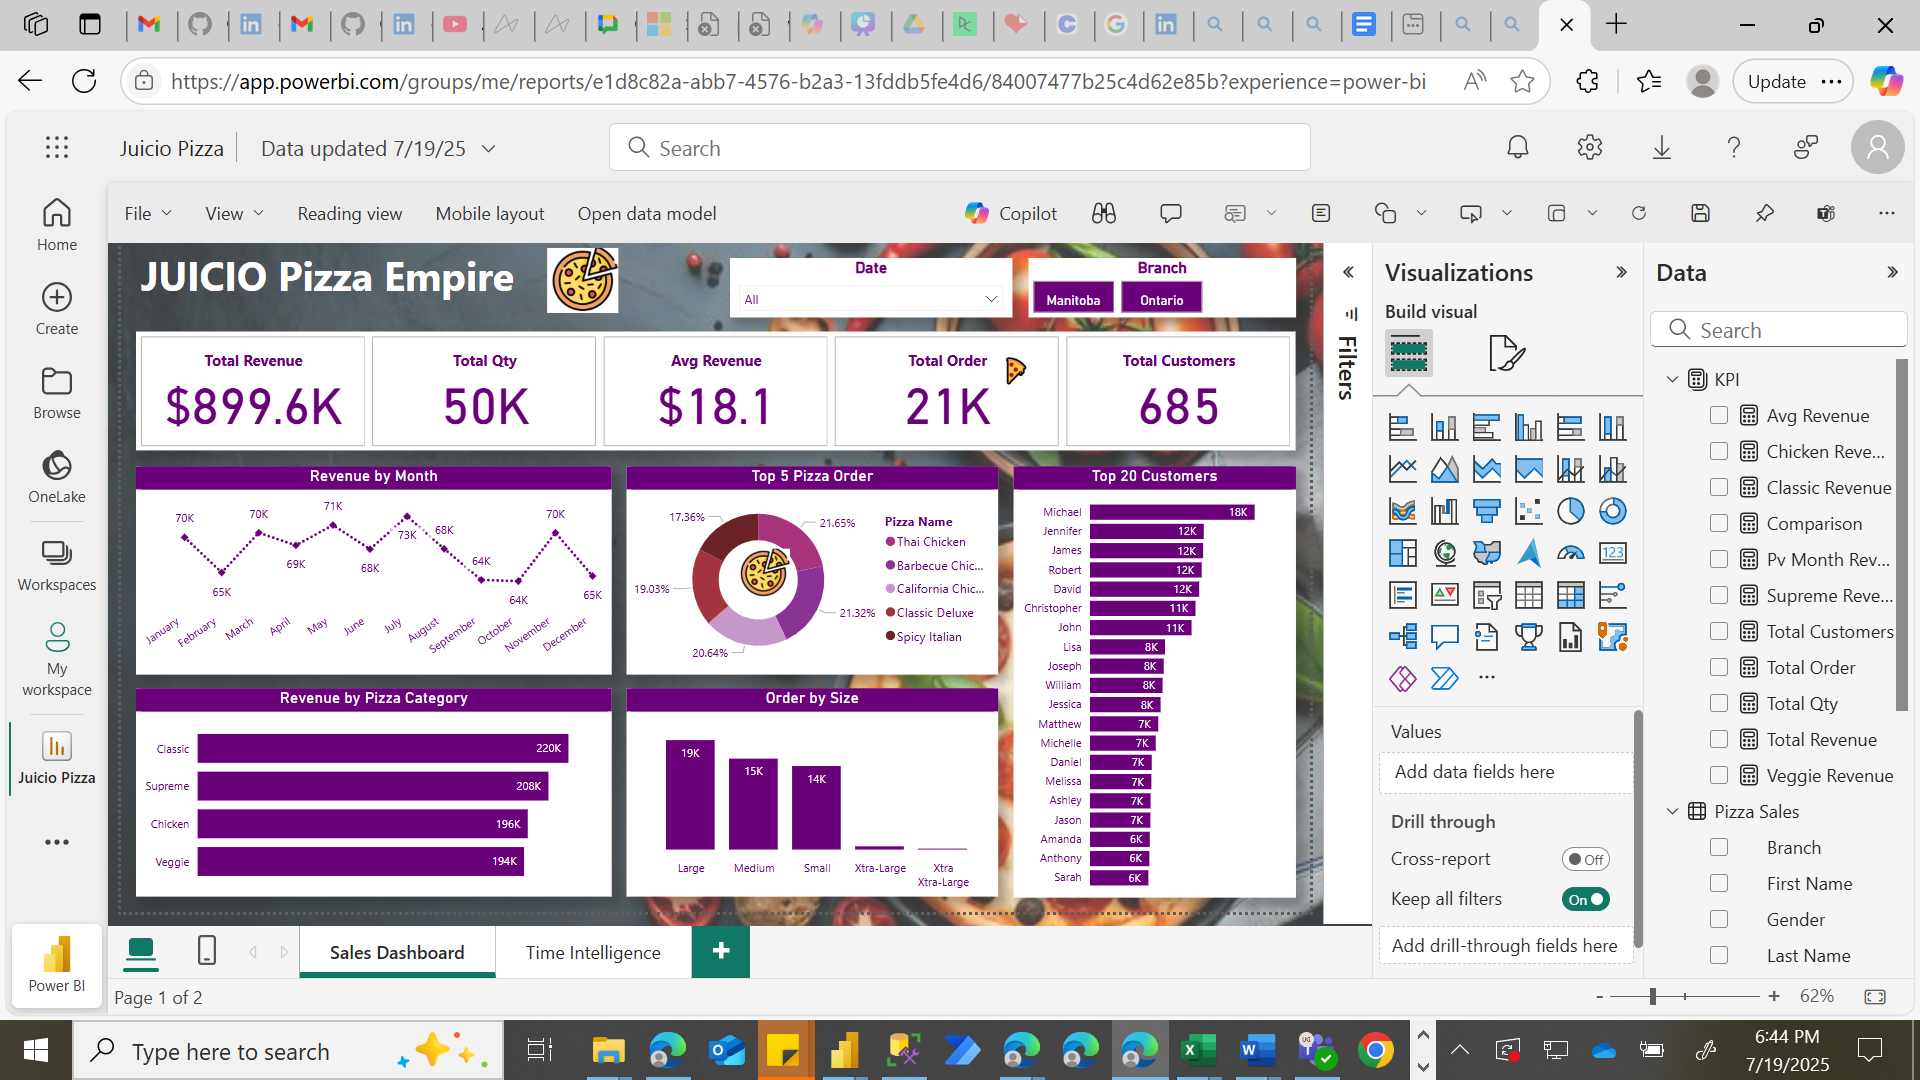 https://app.powerbi.com/groups/me/reports/e1d8c82a-abb7-4576-b2a3-13fddb5fe4d6/84007477b25c4d62e85b?experience=power-bi
Update
Juicio Pizza
Data updated 7/19/25
Search
File
View
Reading view
Mobile layout
Open data model
Copilot
Home
Create
Browse
OneLake
Workspaces
My
workspace
Juicio Pizza
Power BI
JUICIO Pizza Empire
Date
All
Branch
Manitoba
Ontario
Total Revenue
$899.6K
Total Qty
50K
Avg Revenue
$18.1
Total Order
21K
Total Customers
685
Revenue by Month
70K
65K
70K
69K
71K
68K
73K
68K
64K
64K
70K
65K
January
February
March
April
May
June
July
August
September
October
November
December
Top 5 Pizza Order
17.36%
21.65%
19.03%
21.32%
20.64%
Pizza Name
Thai Chicken
Barbecue Chic...
California Chic...
Classic Deluxe
Spicy Italian
Top 20 Customers
Michael 18K
Jennifer 12K
James 12K
Robert 12K
David 12K
Christopher 11K
John 11K
Lisa 8K
Joseph 8K
William 8K
Jessica 8K
Matthew 7K
Michelle 7K
Daniel 7K
Melissa 7K
Ashley 7K
Jason 7K
Amanda 6K
Anthony 6K
Sarah 6K
Revenue by Pizza Category
Classic 220K
Supreme 208K
Chicken 196K
Veggie 194K
Order by Size
19K
15K
14K
Large
Medium
Small
Xtra-Large
Xtra
Xtra-Large
Filters
Visualizations
Build visual
123
Values
Add data fields here
Drill through
Cross-report
Off
Keep all filters
On
Add drill-through fields here
Data
Search
KPI
Avg Revenue
Chicken Reve...
Classic Revenue
Comparison
Pv Month Rev...
Supreme Reve...
Total Customers
Total Order
Total Qty
Total Revenue
Veggie Revenue
Pizza Sales
Branch
First Name
Gender
Last Name
Sales Dashboard
Time Intelligence
Page 1 of 2
62%
Type here to search
6:44 PM
7/19/2025